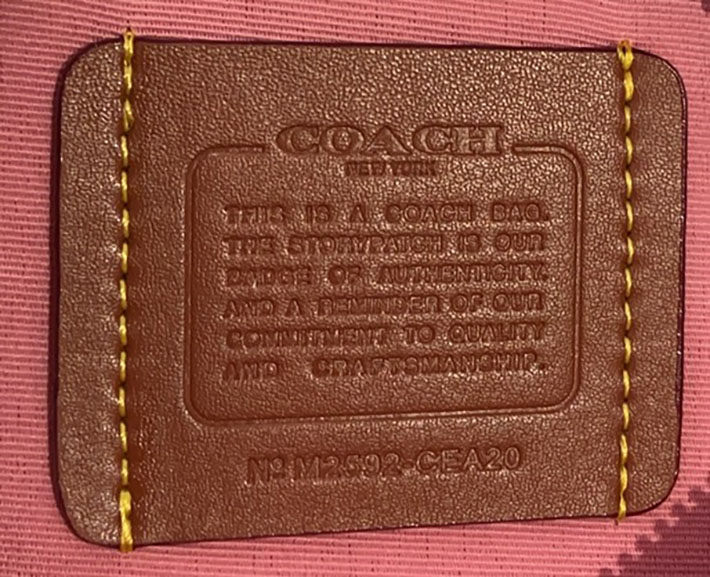 COACH
NEW YORK
THIS IS A COACH BAG.
THE STORYPATCH IS OUR
BADGE OF AUTHENTICITY,
AND A REMINDER OF OUR
COMMITMENT TO QUALITY
AND CRAFTSMANSHIP.
Nº M2592-CEA20